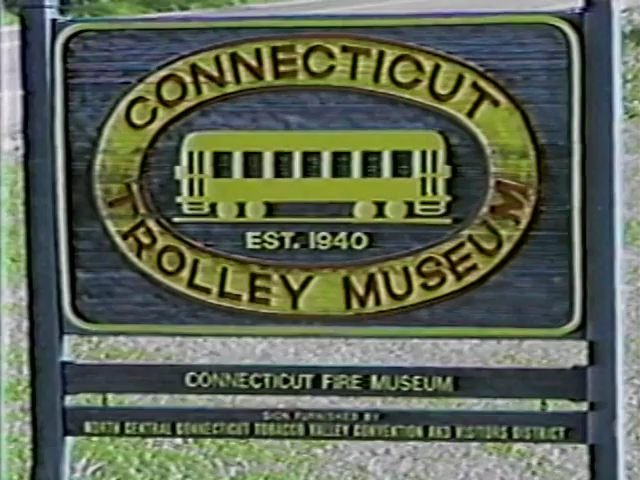 CONNECTICUT
EST. 1940
TROLLEY MUSEUM
CONNECTICUT FIRE MUSEUM
SIGN FURNISHED BY
NORTH CENTRAL CONNECTICUT TOBACCO VALLEY CONVENTION AND VISITORS DISTRICT